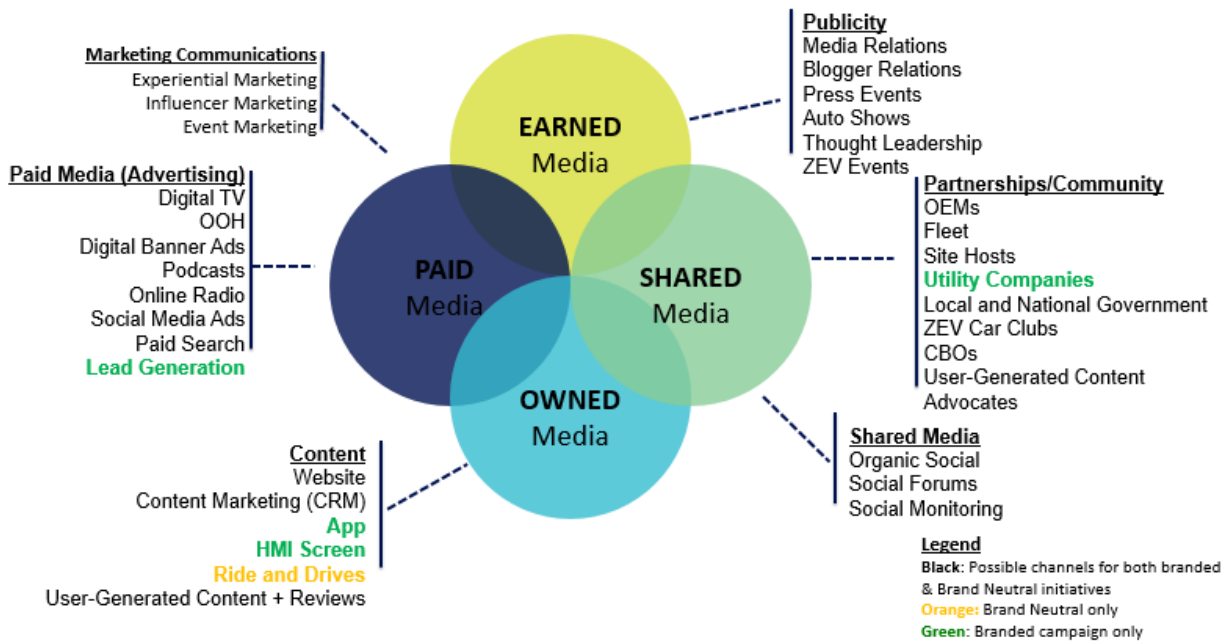 Marketing Communications
Experiential Marketing
Influencer Marketing
Event Marketing
Paid Media (Advertising)
Digital TV
OOH
Digital Banner Ads
Podcasts
Online Radio
Social Media Ads
Paid Search
Lead Generation
Content
Website
Content Marketing (CRM)
App
HMI Screen
Ride and Drives
User-Generated Content + Reviews
EARNED
Media
PAID
Media
SHARED
Media
OWNED
Media
Publicity
Media Relations
Blogger Relations
Press Events
Auto Shows
Thought Leadership
ZEV Events
Partnerships/Community
OEMs
Fleet
Site Hosts
Utility Companies
Local and National Government
ZEV Car Clubs
CBOs
User-Generated Content
Advocates
Shared Media
Organic Social
Social Forums
Social Monitoring
Legend
Black: Possible channels for both branded
& Brand Neutral initiatives
Orange: Brand Neutral only
Green: Branded campaign only